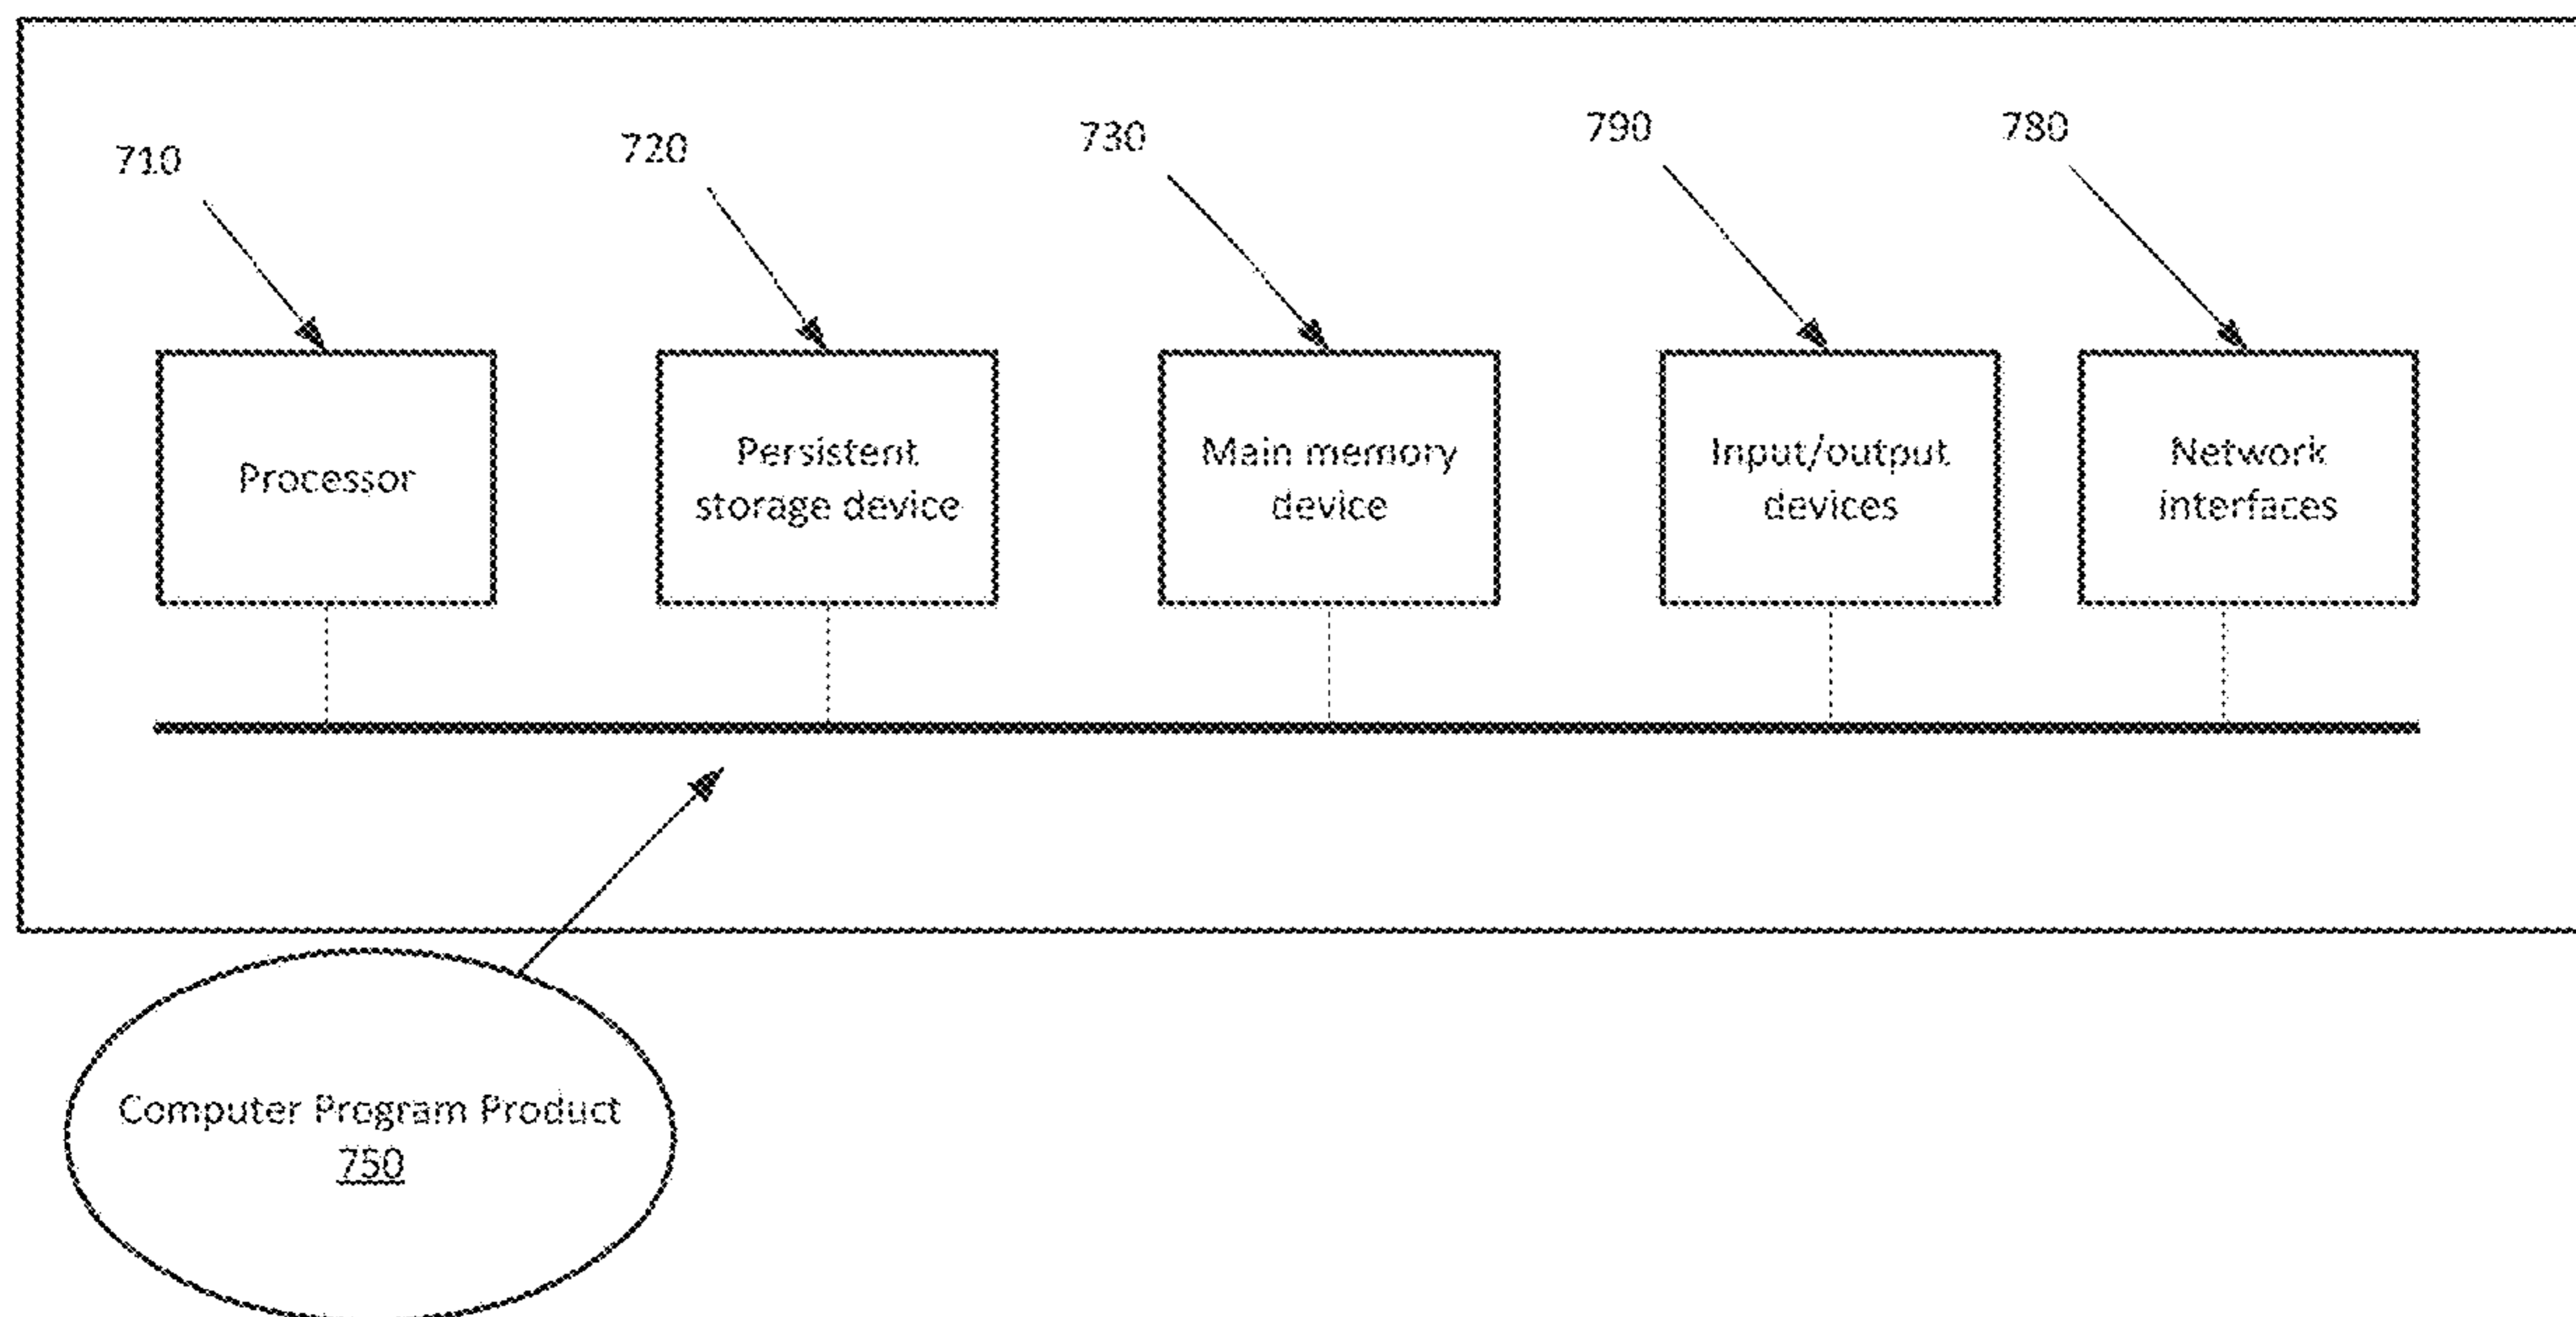 710
720
730
790
780
Processor
Persistent
storage device
Main memory
device
Input/output
devices
Network
interfaces
Computer Program Product
750